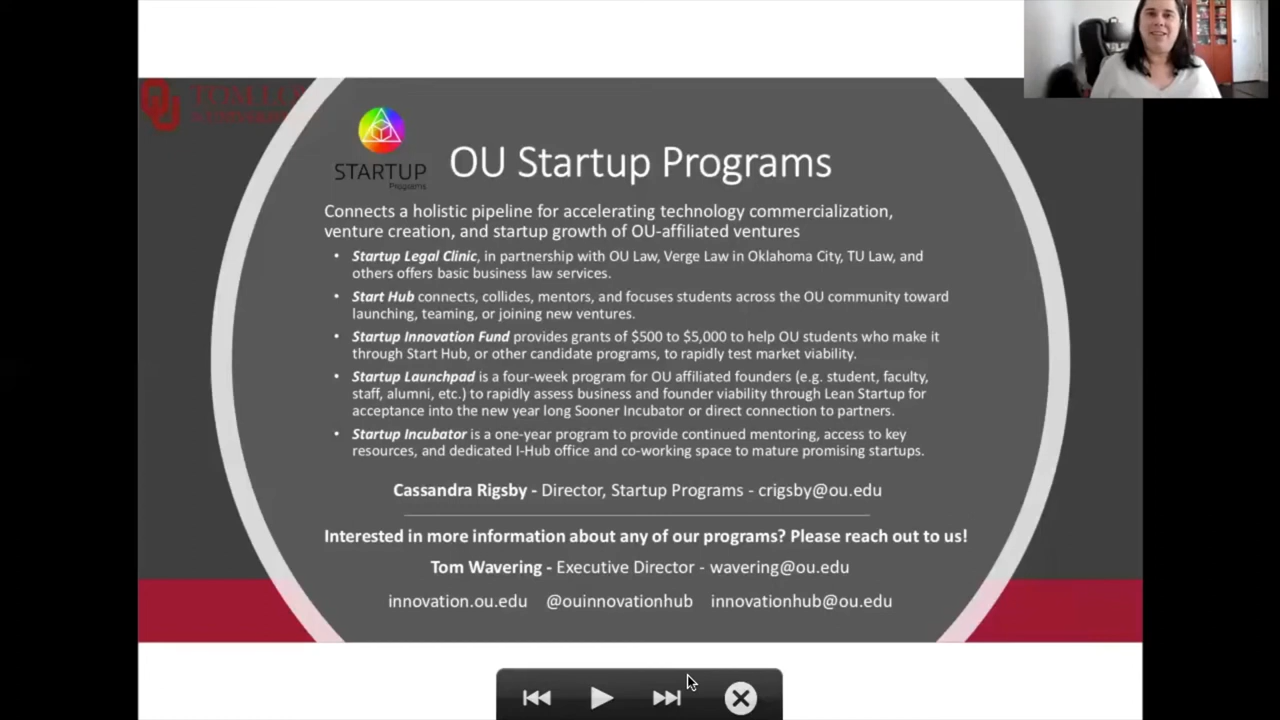 OU Startup Programs
STARTUP
Programs
Connects a holistic pipeline for accelerating technology commercialization,
venture creation, and startup growth of OU-affiliated ventures
• Startup Legal Clinic, in partnership with OU Law, Verge Law in Oklahoma City, TU Law, and
others offers basic business law services.
• Start Hub connects, collides, mentors, and focuses students across the OU community toward
launching, teaming, or joining new ventures.
• Startup Innovation Fund provides grants of $500 to $5,000 to help OU students who make it
through Start Hub, or other candidate programs, to rapidly test market viability.
• Startup Launchpad is a four-week program for OU affiliated founders (e.g. student, faculty,
staff, alumni, etc.) to rapidly assess business and founder viability through Lean Startup for
acceptance into the new year long Sooner Incubator or direct connection to partners.
• Startup Incubator is a one-year program to provide continued mentoring, access to key
resources, and dedicated I-Hub office and co-working space to mature promising startups.
Cassandra Rigsby - Director, Startup Programs - crigsby@ou.edu
Interested in more information about any of our programs? Please reach out to us!
Tom Wavering - Executive Director - wavering@ou.edu
innovation.ou.edu @ouinnovationhub innovationhub@ou.edu